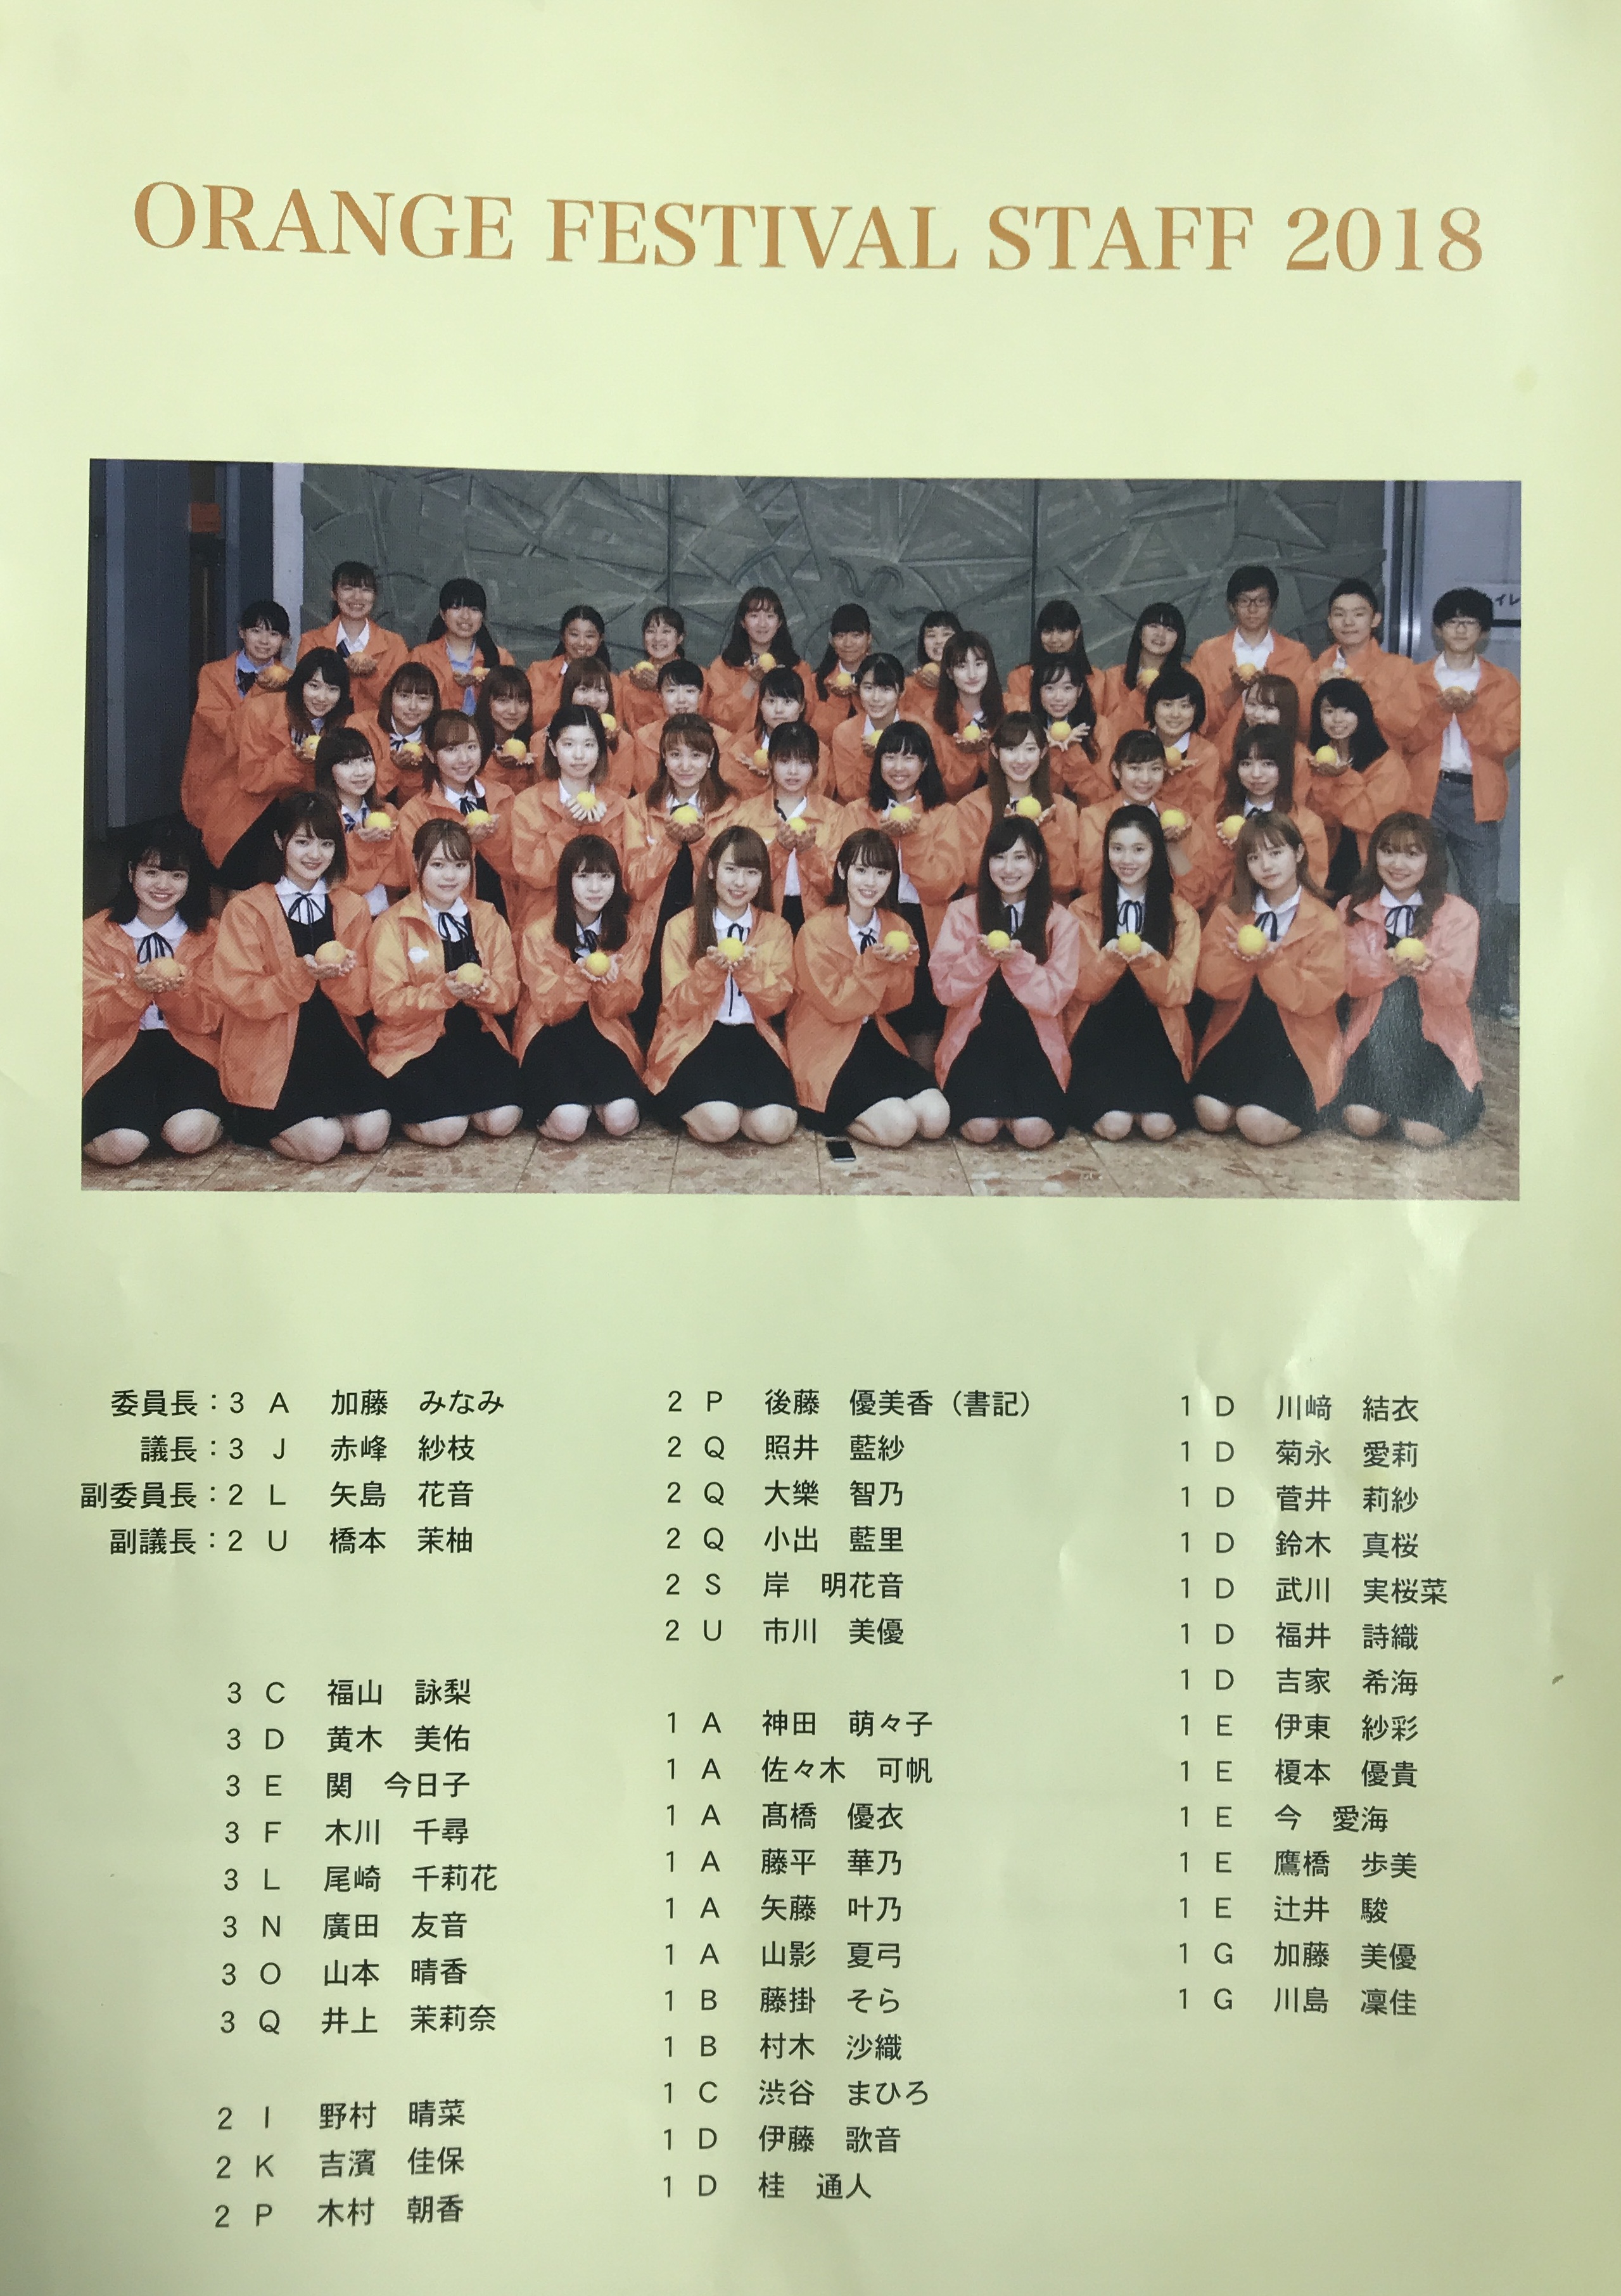 ORANGE FESTIVAL STAFF 2018
イレ
委員長：3 A 加藤 みなみ
議長：3 J 赤峰 紗枝
副委員長：2 L 矢島 花音
副議長：2 U 橋本 茉柚
3 C 福山 詠梨
3 D 黄木 美佑
3 E 関 今日子
3 F 木川 千尋
3 L 尾崎 千莉花
3 N 廣田 友音
3 O 山本 晴香
3 Q 井上 茉莉奈
2 I 野村 晴菜
2 K 吉濱 佳保
2 P 木村 朝香
2 P 後藤 優美香（書記）
2 Q 照井 藍紗
2 Q 大樂 智乃
2 Q 小出 藍里
2 S 岸 明花音
2 U 市川 美優
1 A 神田 萌々子
1 A 佐々木 可帆
1 A 髙橋 優衣
1 A 藤平 華乃
1 A 矢藤 叶乃
1 A 山影 夏弓
1 B 藤掛 そら
1 B 村木 沙織
1 C 渋谷 まひろ
1 D 伊藤 歌音
1 D 桂 通人
1 D 川﨑 結衣
1 D 菊永 愛莉
1 D 菅井 莉紗
1 D 鈴木 真桜
1 D 武川 実桜菜
1 D 福井 詩織
1 D 吉家 希海
1 E 伊東 紗彩
1 E 榎本 優貴
1 E 今 愛海
1 E 鷹橋 歩美
1 E 辻井 駿
1 G 加藤 美優
1 G 川島 凜佳